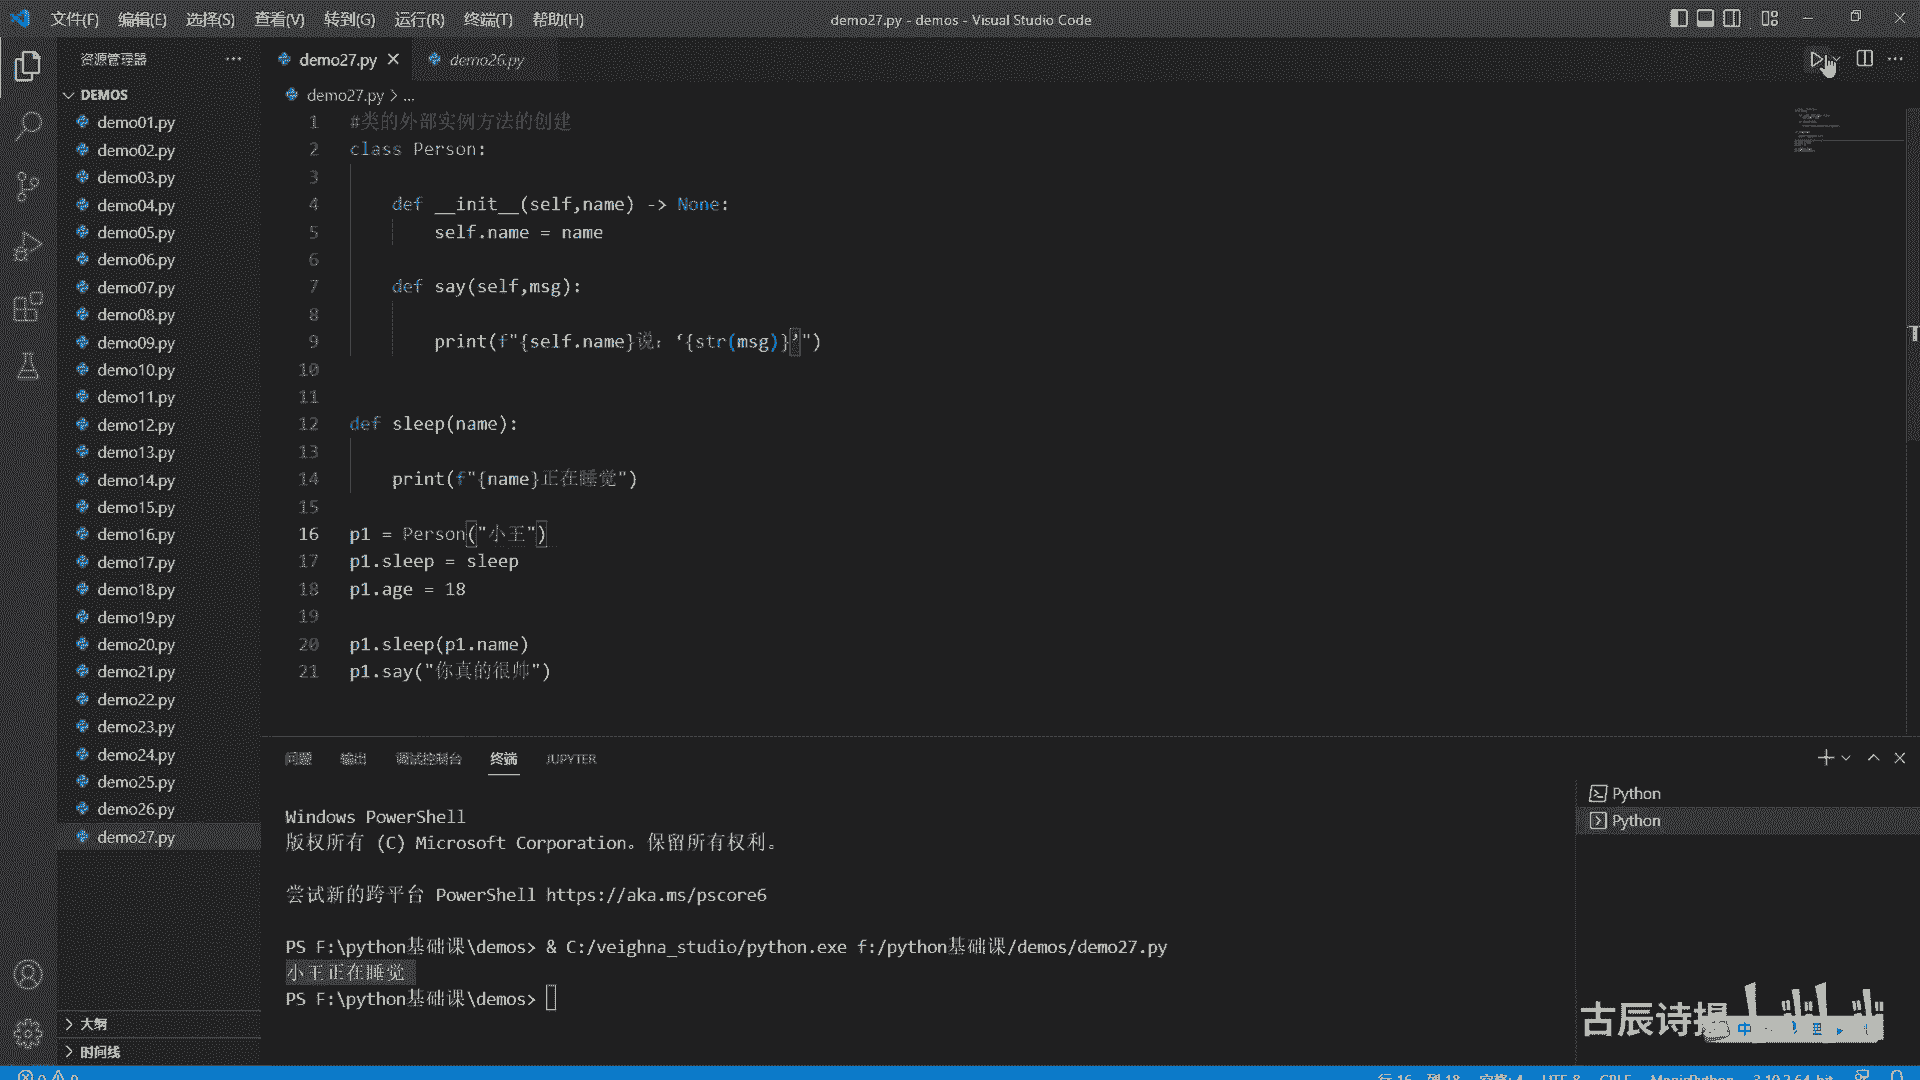 文件(F) 编辑(E) 选择(S) 查看(V) 转到(G) 运行(R) 终端(T) 帮助(H) demo27.py - demos - Visual Studio Code
资源管理器
DEMOS
demo01.py
demo02.py
demo03.py
demo04.py
demo05.py
demo06.py
demo07.py
demo08.py
demo09.py
demo10.py
demo11.py
demo12.py
demo13.py
demo14.py
demo15.py
demo16.py
demo17.py
demo18.py
demo19.py
demo20.py
demo21.py
demo22.py
demo23.py
demo24.py
demo25.py
demo26.py
demo27.py
大纲
时间线
demo27.py demo26.py
demo27.py > ...
1 #类的外部实例方法的创建
2 class Person:
3
4 def __init__(self,name) -> None:
5 self.name = name
6
7 def say(self,msg):
8
9 print(f"{self.name}说：‘{str(msg)}’")
10
11
12 def sleep(name):
13
14 print(f"{name}正在睡觉")
15
16 p1 = Person("小王")
17 p1.sleep = sleep
18 p1.age = 18
19
20 p1.sleep(p1.name)
21 p1.say("你真的很帅")
问题 输出 调试控制台 终端 JUPYTER
Windows PowerShell
版权所有 (C) Microsoft Corporation。保留所有权利。
尝试新的跨平台 PowerShell https://aka.ms/pscore6
PS F:\python基础课\demos> & C:/veighna_studio/python.exe f:/python基础课/demos/demo27.py
小王正在睡觉
PS F:\python基础课\demos>
Python
Python
古辰诗提
中